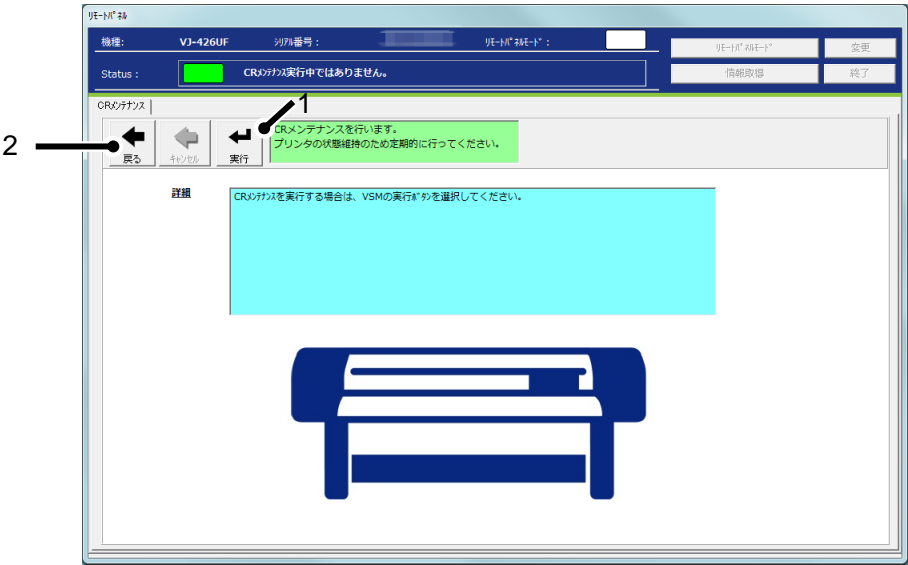 リモートパネル
機種: VJ-426UF シリアル番号: リモートパネルモード:
リモートパネルモード 変更
Status : CRメンテナンス実行中ではありません。
情報取得 終了
CRメンテナンス
1
2
戻る キャンセル 実行
CRメンテナンスを行います。
プリンタの状態維持のため定期的に行ってください。
詳細
CRメンテナンスを実行する場合は、VSMの実行ボタンを選択してください。